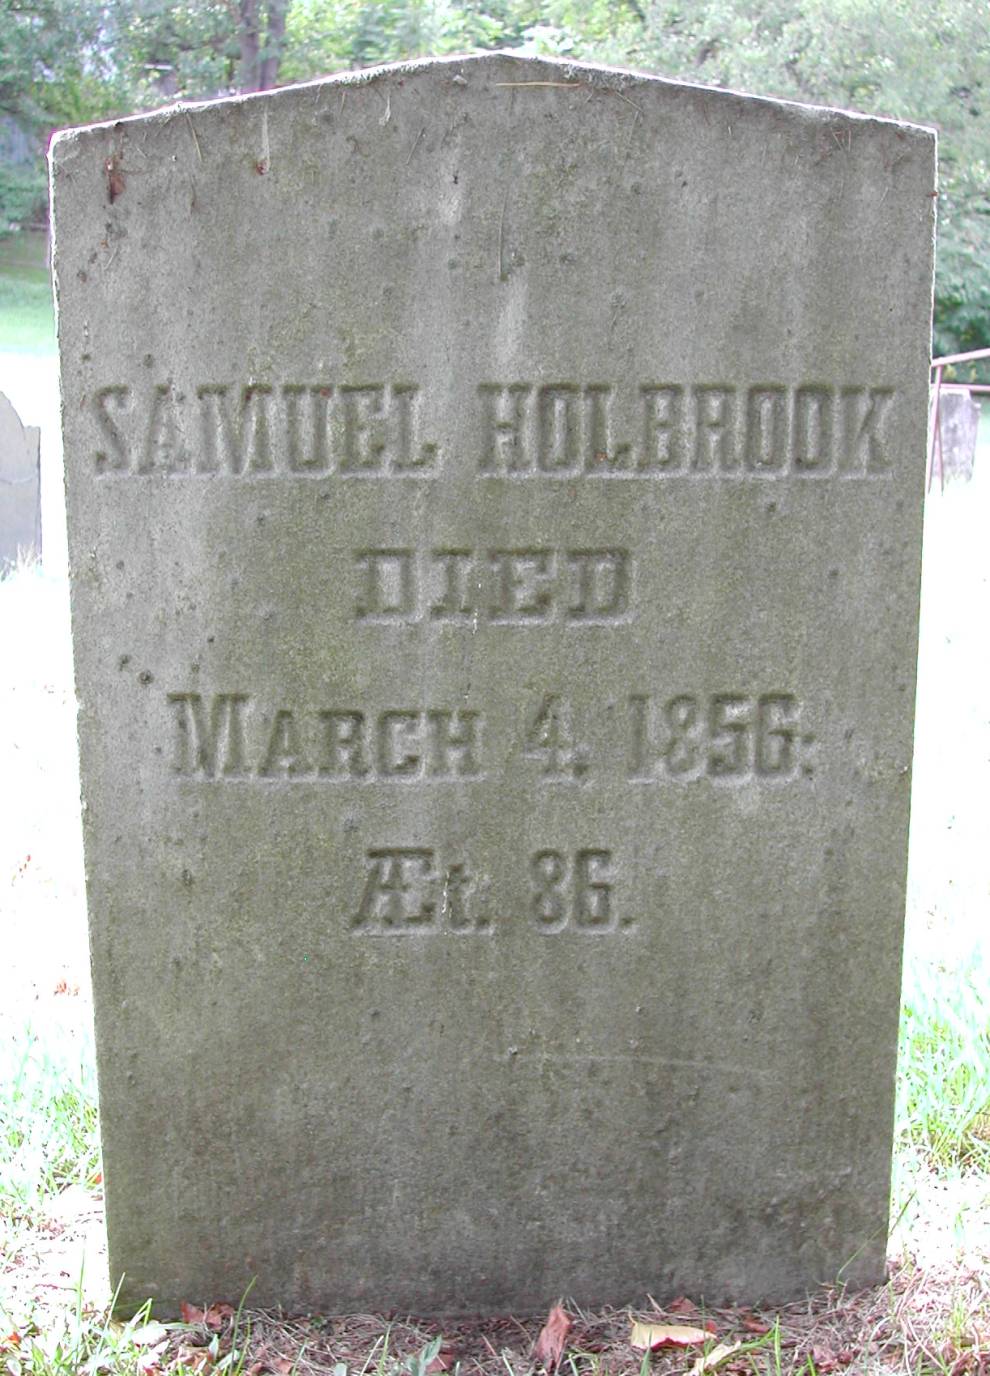 SAMUEL HOLBROOK
DIED
MARCH 4. 1856:
Æt. 86.